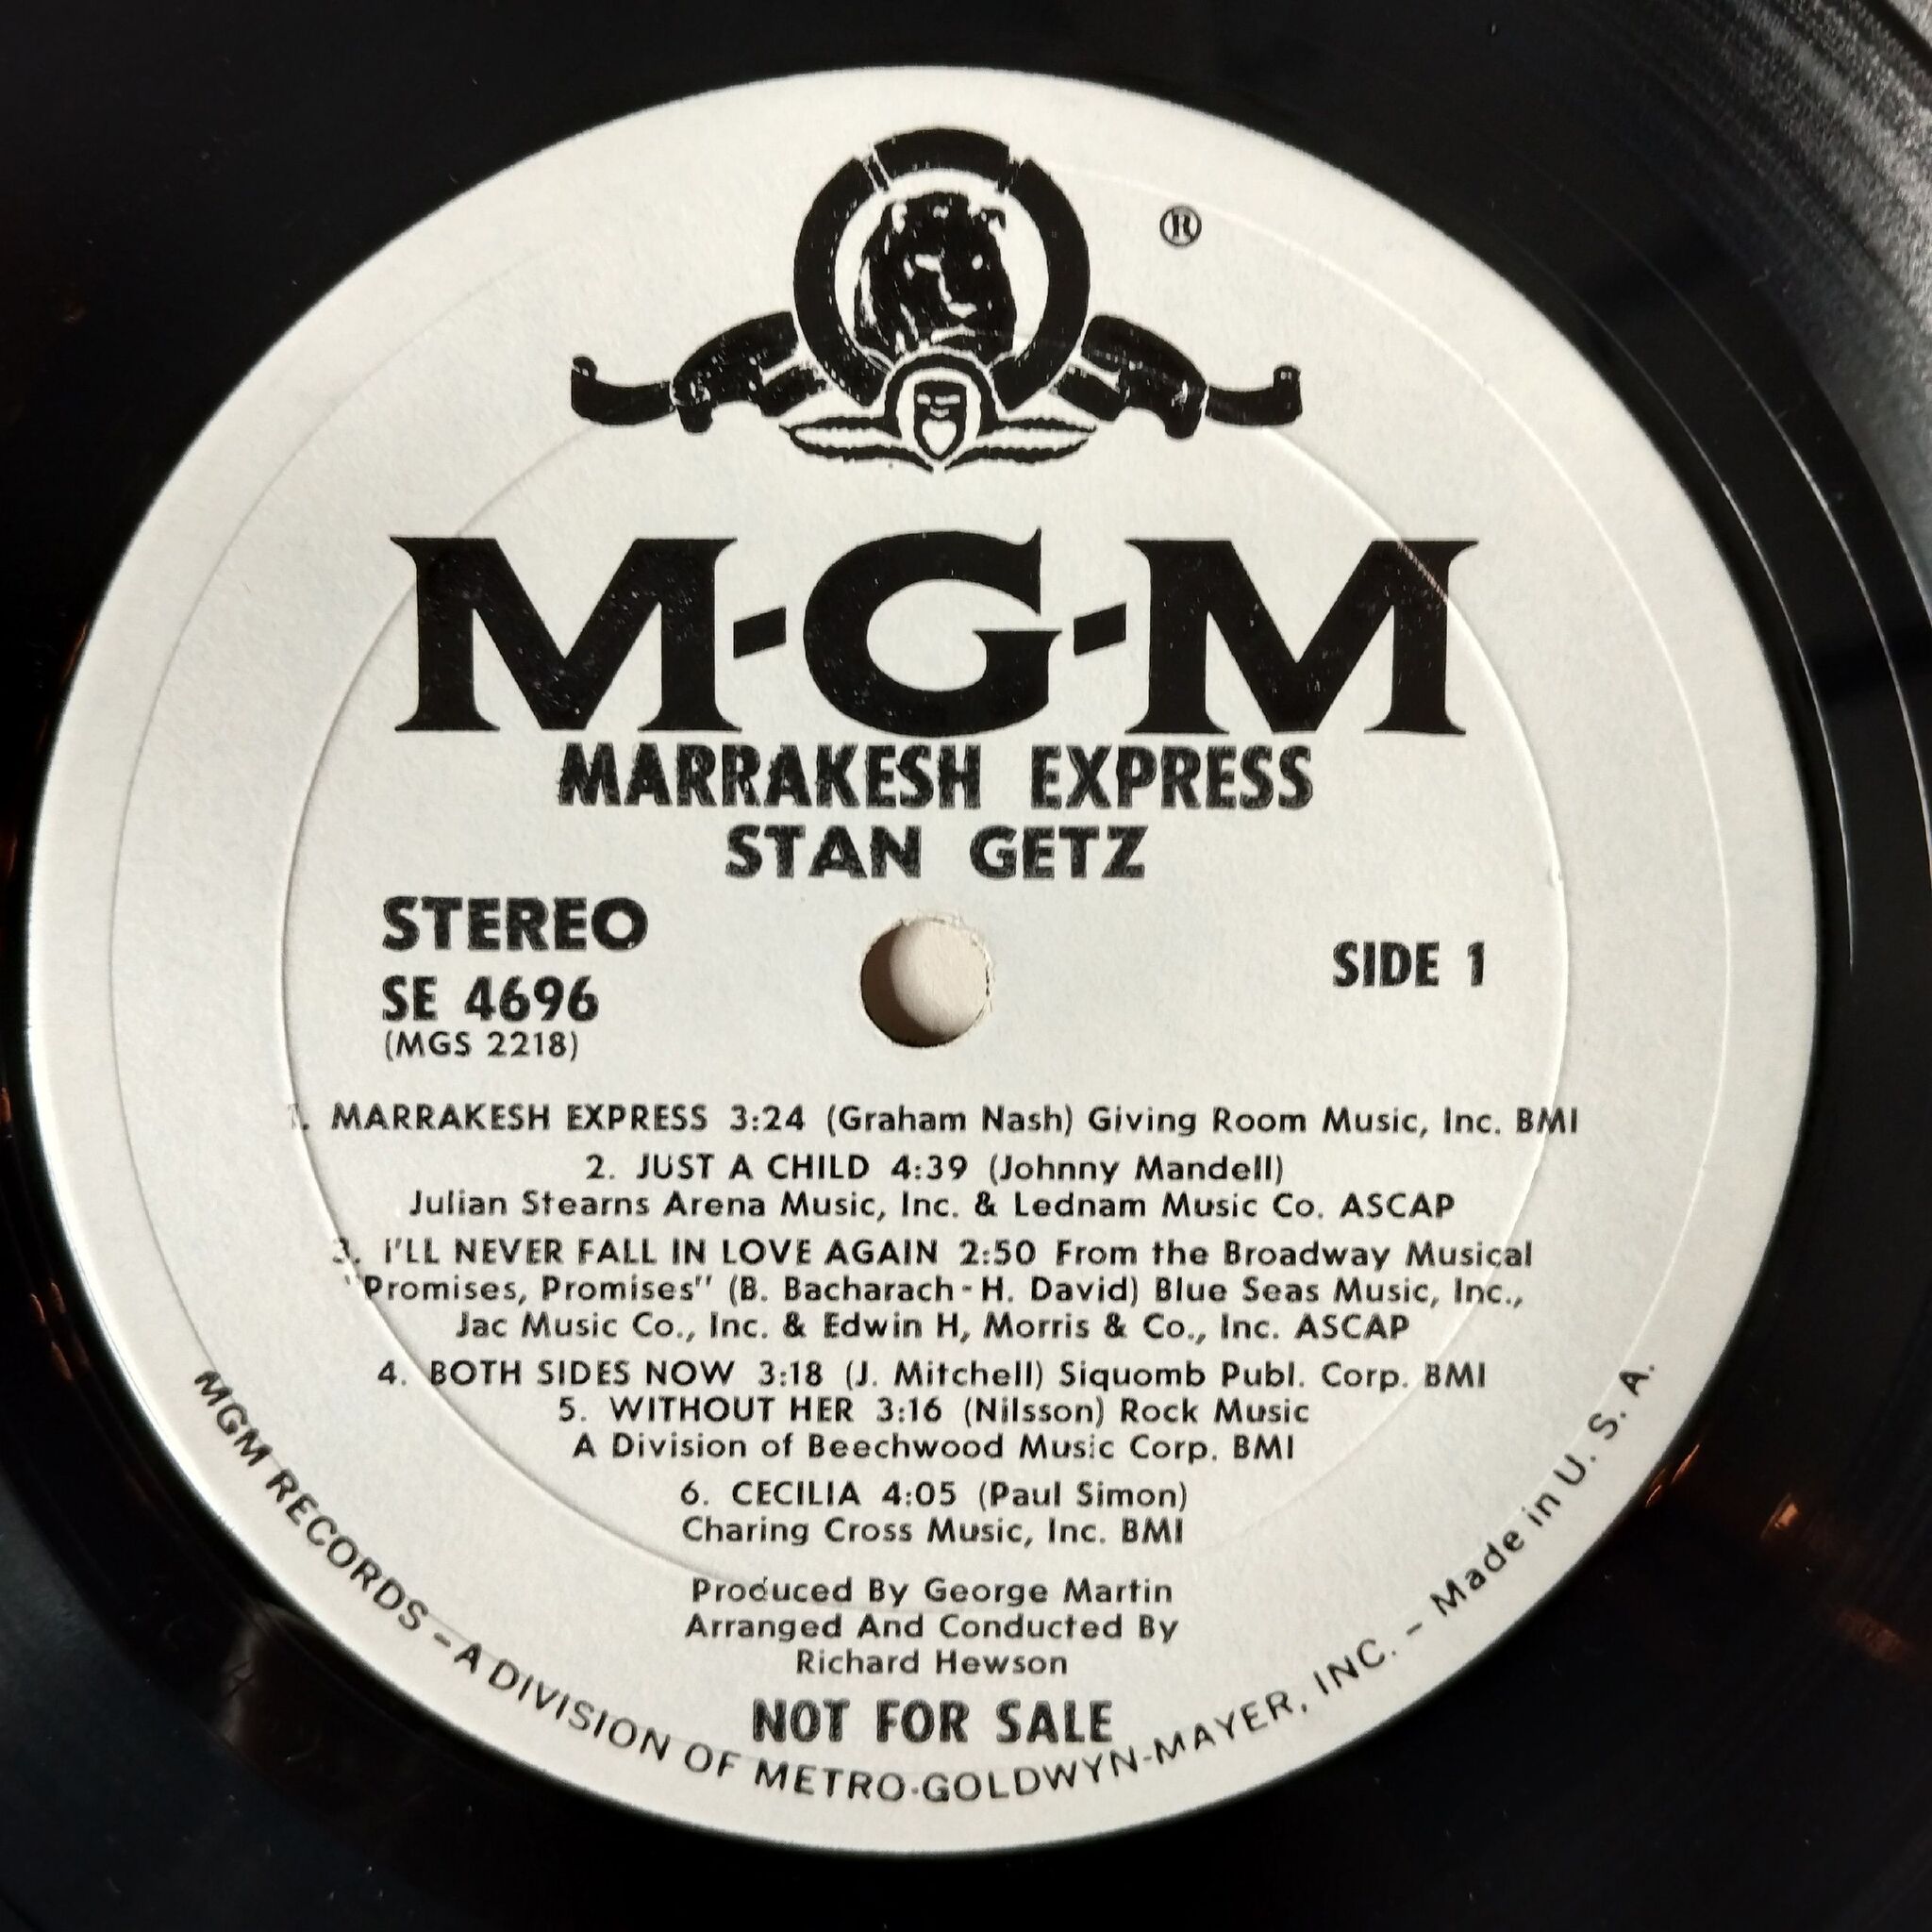 ®
M-G-M
MARRAKESH EXPRESS
STAN GETZ
STEREO
SE 4696
(MGS 2218)
SIDE 1
1. MARRAKESH EXPRESS 3:24 (Graham Nash) Giving Room Music, Inc. BMI
2. JUST A CHILD 4:39 (Johnny Mandell)
Julian Stearns Arena Music, Inc. & Lednam Music Co. ASCAP
3. I'LL NEVER FALL IN LOVE AGAIN 2:50 From the Broadway Musical
"Promises, Promises" (B. Bacharach-H. David) Blue Seas Music, Inc.,
Jac Music Co., Inc. & Edwin H, Morris & Co., Inc. ASCAP
4. BOTH SIDES NOW 3:18 (J. Mitchell) Siquomb Publ. Corp. BMI
5. WITHOUT HER 3:16 (Nilsson) Rock Music
A Division of Beechwood Music Corp. BMI
6. CECILIA 4:05 (Paul Simon)
Charing Cross Music, Inc. BMI
Produced By George Martin
Arranged And Conducted By
Richard Hewson
NOT FOR SALE
MGM RECORDS – A DIVISION OF METRO-GOLDWYN-MAYER, INC. – Made in U. S. A.